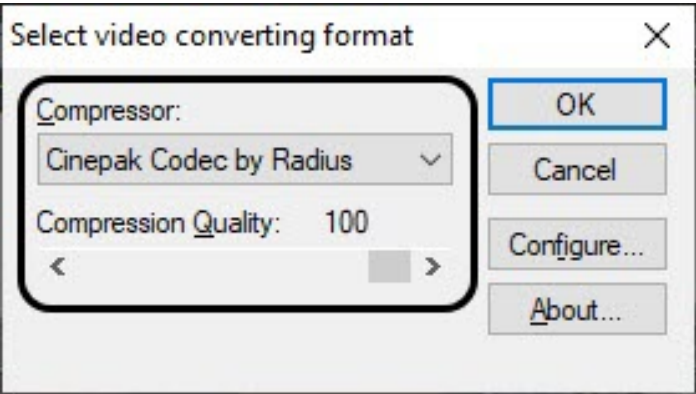 Select video converting format
Compressor:
Cinepak Codec by Radius
Compression Quality: 100
OK
Cancel
Configure...
About...